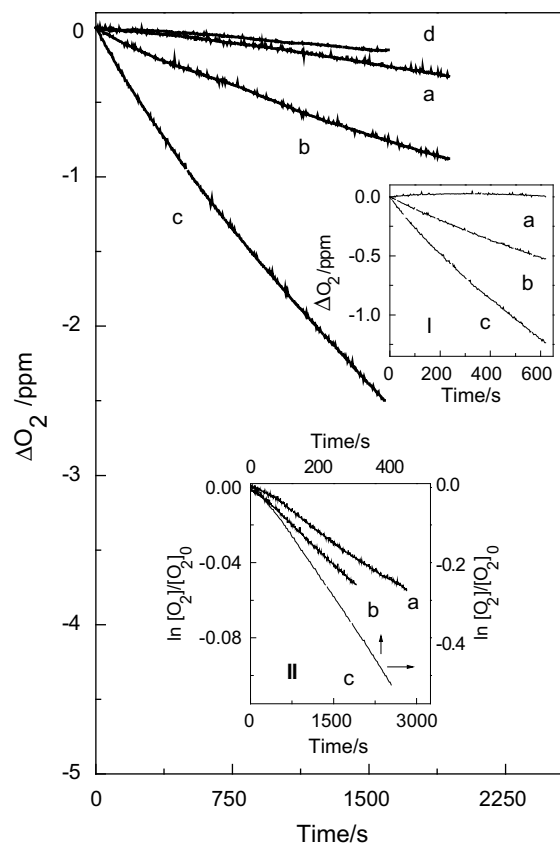 0
-1
-2
-3
-4
-5
ΔO2 /ppm
0 750 1500 2250
Time/s
d
a
b
c
0.0
-0.5
-1.0
ΔO2/ppm
a
b
c
I
0 200 400 600
Time/s
Time/s
0 200 400
0.00
-0.04
-0.08
ln [O2]/[O2]0
0.0
-0.2
-0.4
ln [O2]/[O2]0
a
b
c
II
0 1500 3000
Time/s